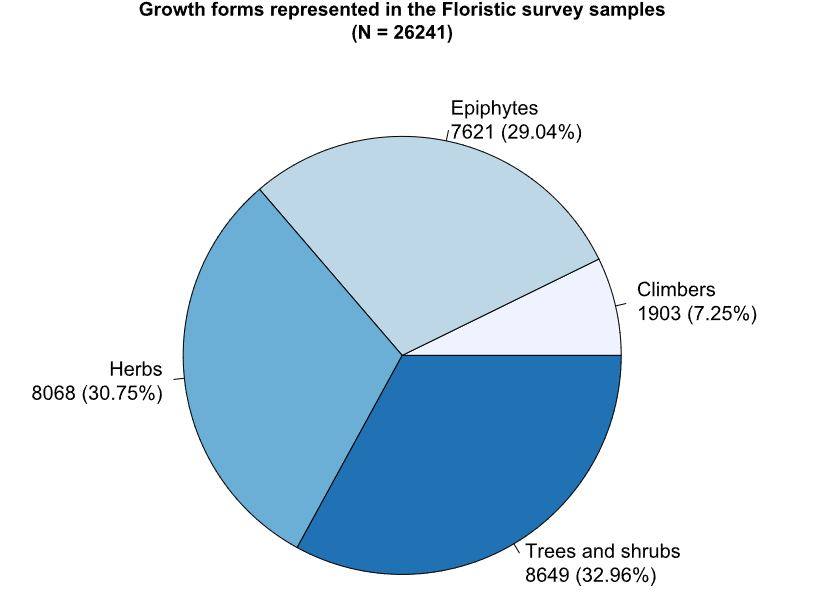 Growth forms represented in the Floristic survey samples
(N = 26241)
Epiphytes
7621 (29.04%)
Climbers
1903 (7.25%)
Herbs
8068 (30.75%)
Trees and shrubs
8649 (32.96%)